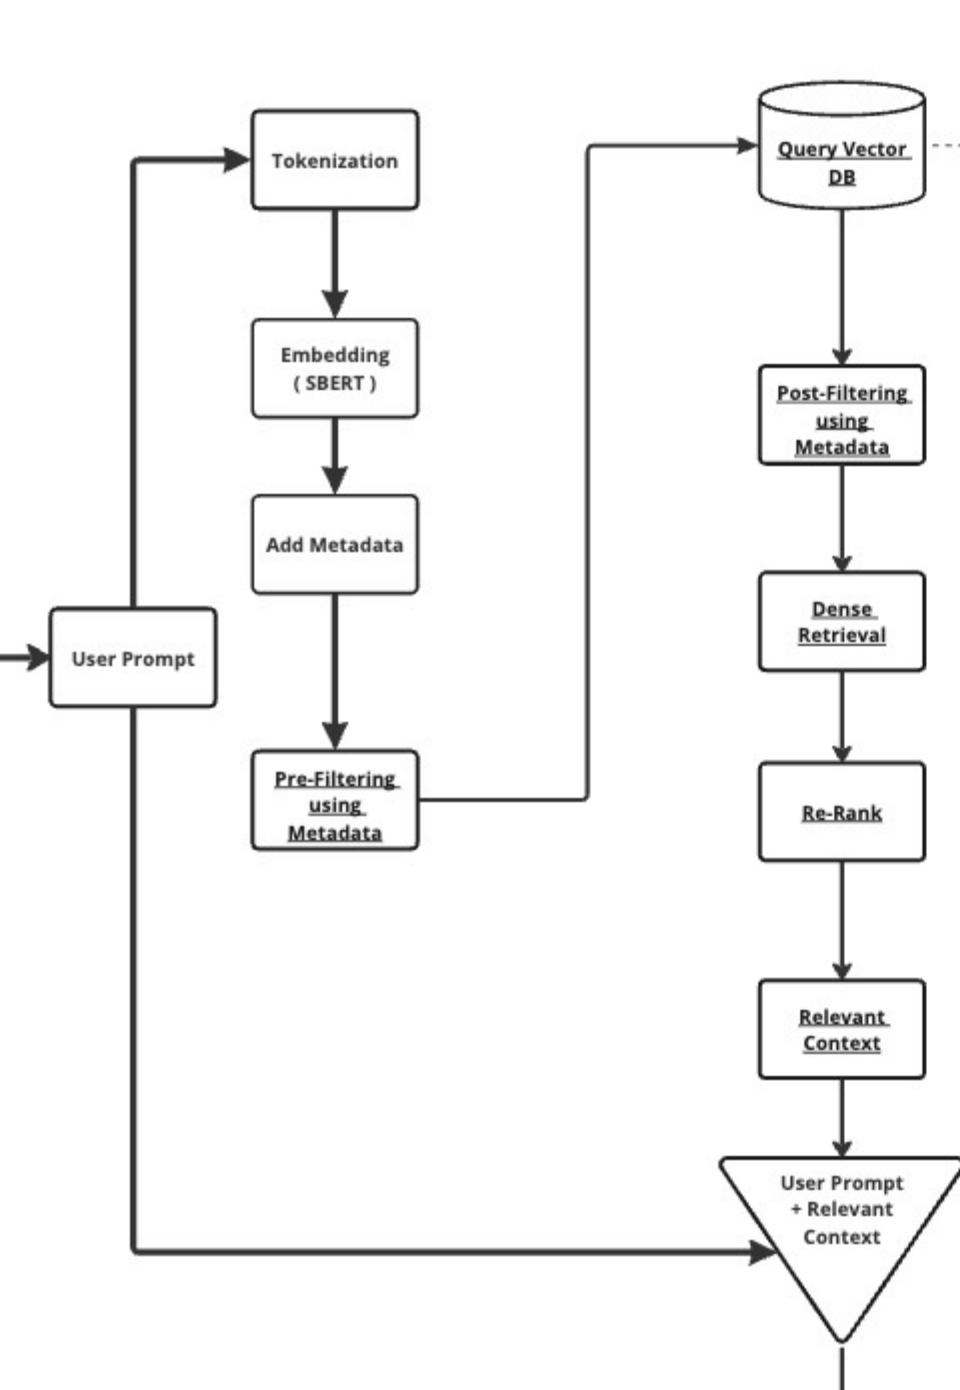 Tokenization
Embedding
( SBERT )
Add Metadata
User Prompt
Pre-Filtering
using
Metadata
Query Vector
DB
Post-Filtering
using
Metadata
Dense
Retrieval
Re-Rank
Relevant
Context
User Prompt
+ Relevant
Context